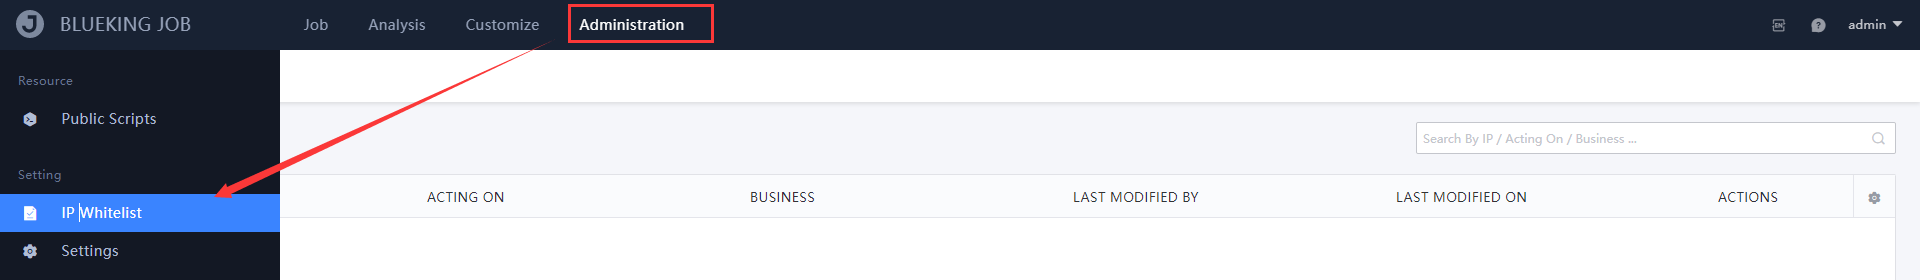 BLUEKING JOB Job Analysis Customize Administration EN admin
Resource
Public Scripts
Setting
IP Whitelist
Settings
Search By IP / Acting On / Business ...
ACTING ON BUSINESS LAST MODIFIED BY LAST MODIFIED ON ACTIONS